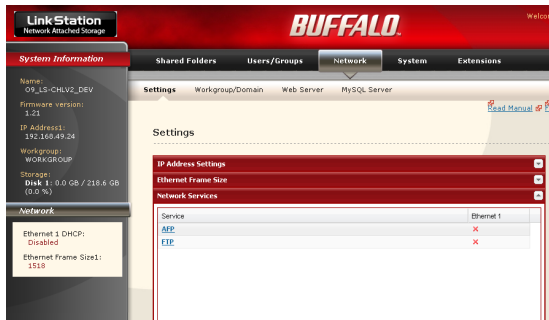 LinkStation
Network Attached Storage
BUFFALO
System Information
Shared Folders
Users/Groups
Network
System
Extensions
Name:
09_LS-CHLV2_DEV
Firmware version:
1.21
IP Address1:
192.168.49.24
Workgroup:
WORKGROUP
Storage:
Disk 1: 0.0 GB / 218.6 GB
(0.0 %)
Network
Ethernet 1 DHCP:
Disabled
Ethernet Frame Size1:
1518
Settings
Workgroup/Domain
Web Server
MySQL Server
Read Manual
Settings
IP Address Settings
Ethernet Frame Size
Network Services
Service
Ethernet 1
AFP
FTP